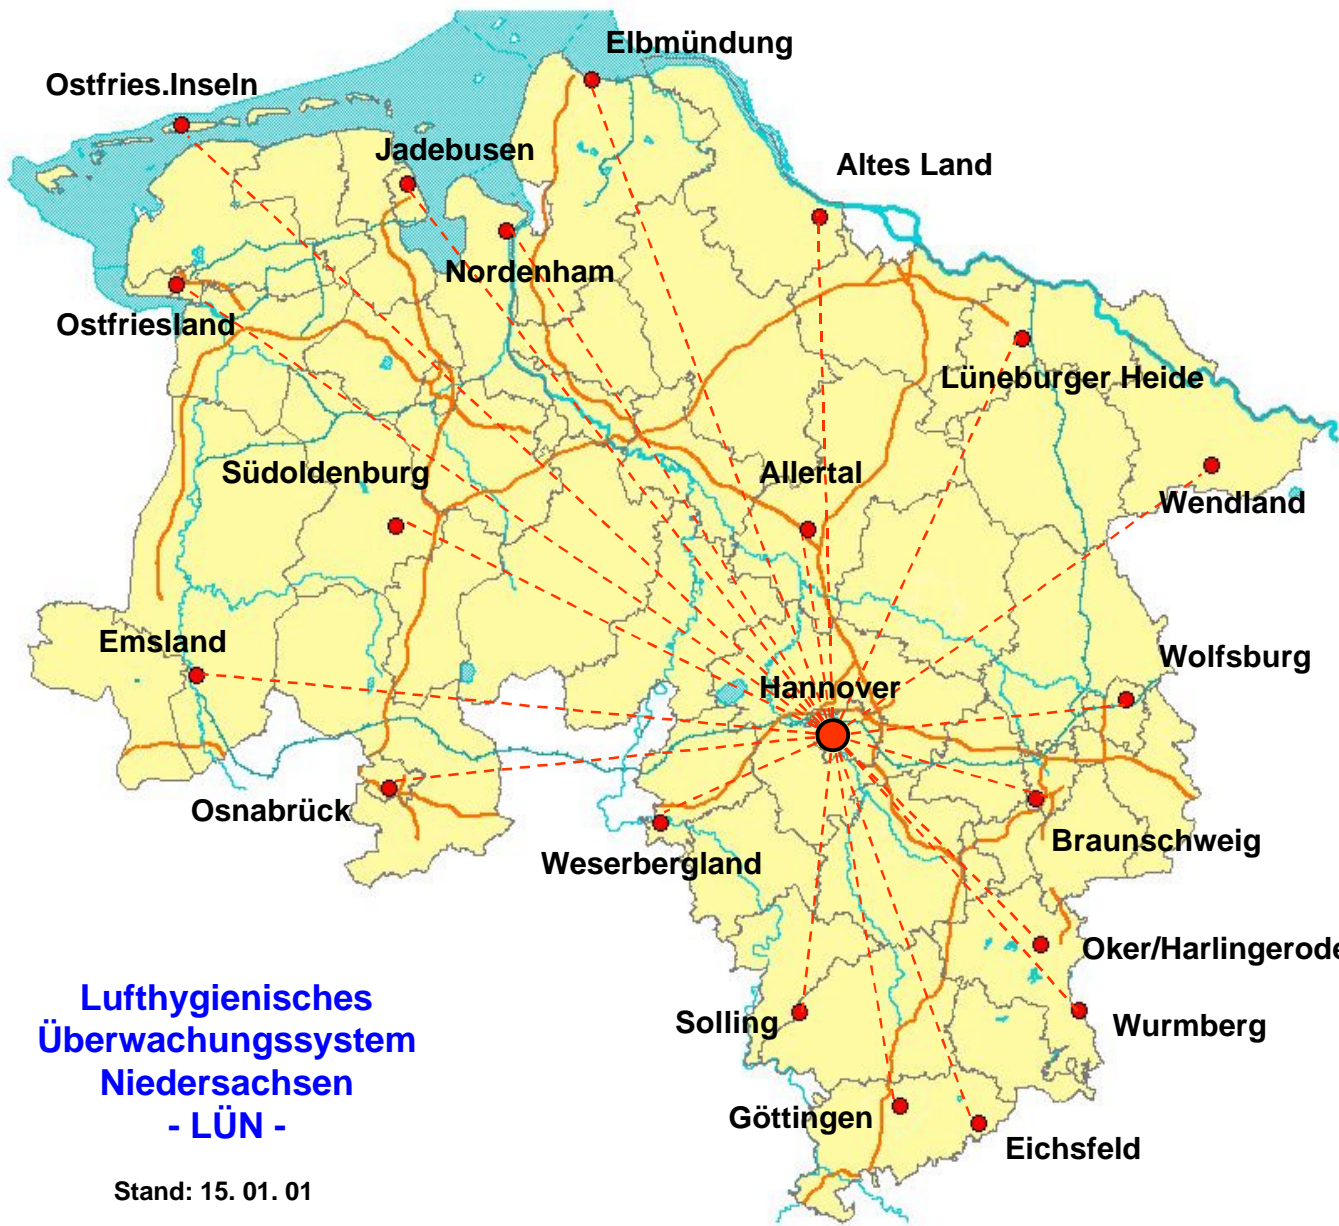 Elbmündung
Ostfries.Inseln
Jadebusen
Altes Land
Nordenham
Ostfriesland
Lüneburger Heide
Südoldenburg
Allertal
Wendland
Emsland
Wolfsburg
Hannover
Osnabrück
Braunschweig
Weserbergland
Oker/Harlingerode
Lufthygienisches
Überwachungssystem
Niedersachsen
- LÜN -
Solling
Wurmberg
Göttingen
Eichsfeld
Stand: 15. 01. 01